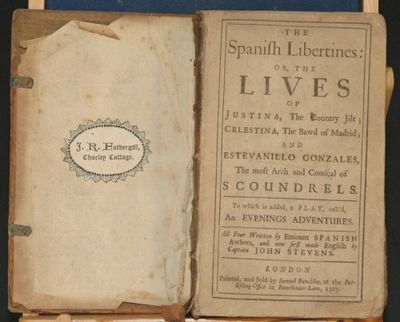 J. R. Fothergill,
Chorley Cottage.
THE
Spanish Libertines:
OR, THE
LIVES
OF
JUSTINA, The Country Jilt;
CELESTINA, The Bawd of Madrid;
AND
ESTEVANILLO GONZALES,
The most Arch and Comical of
SCOUNDRELS.
To which is added, a PLAY, call'd,
An EVENINGS ADVENTURES.
All Four Written by Eminent SPANISH
Authors, and now first made English by
Captain JOHN STEVENS.
LONDON
Printed, and Sold by Samuel Bunchley, at the Pub-
lishing Office in Bearbinder-Lane, 1707.